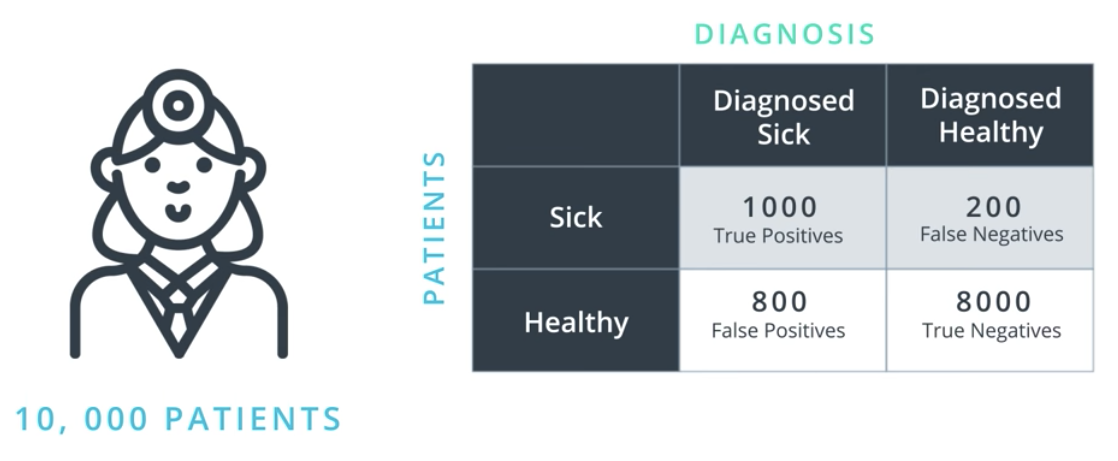 DIAGNOSIS
Diagnosed
Sick
Diagnosed
Healthy
PATIENTS
Sick
1000
True Positives
200
False Negatives
Healthy
800
False Positives
8000
True Negatives
10, 000 PATIENTS